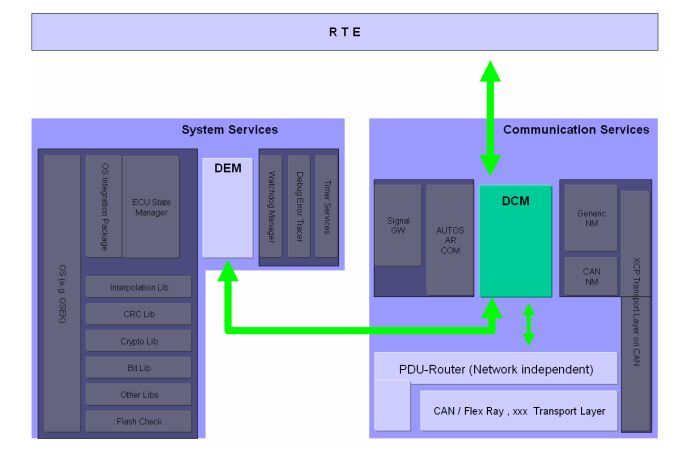 R T E
System Services
OS (e.g. OSEK)
OS Integration Package
ECU State
Manager
DEM
Watchdog Manager
Debug Error Tracer
Timer Services
Interpolation Lib
CRC Lib
Crypto Lib
Bit Lib
Other Libs
Flash Check
Communication Services
Signal
GW
AUTOS
AR
COM
DCM
Generic
NM
CAN
NM
XCP Transport Layer on CAN
PDU-Router (Network independent)
CAN / Flex Ray , xxx Transport Layer